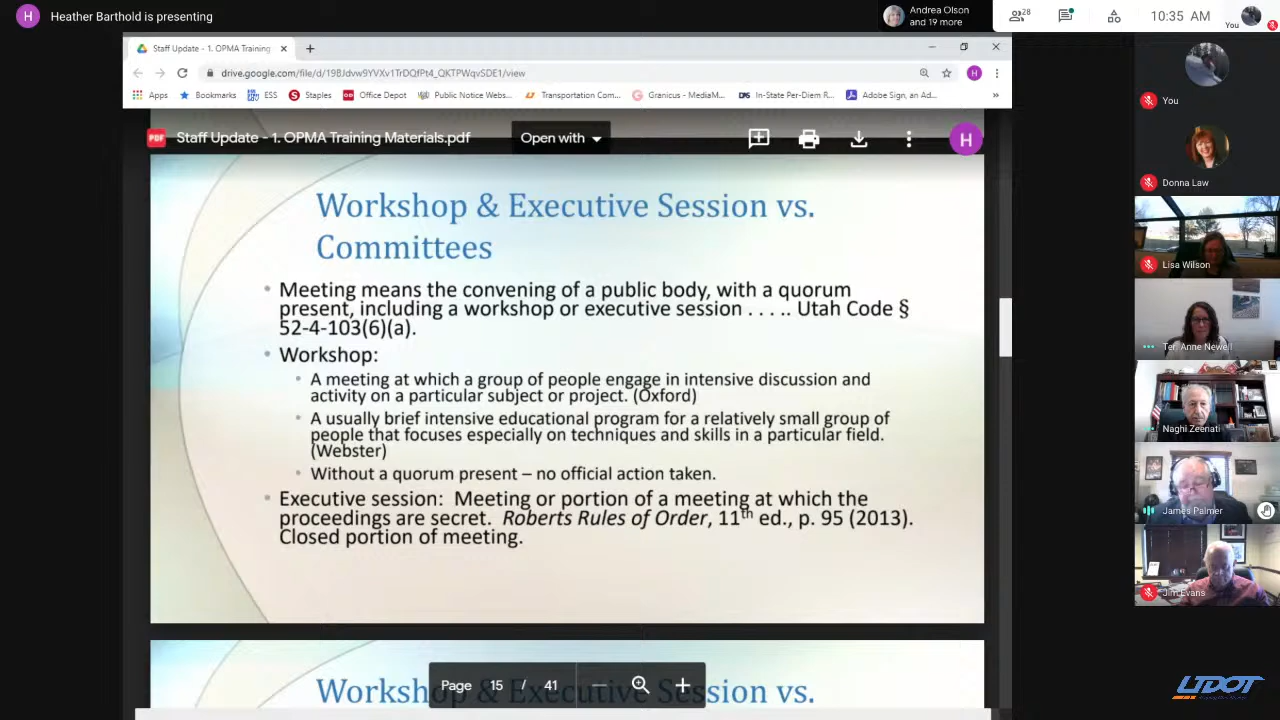 H Heather Barthold is presenting
Andrea Olson
and 19 more
28
10:35 AM
You
Staff Update - 1. OPMA Training
drive.google.com/file/d/19BJdvw9YVXv1TrDQfPt4_QKTPWqvSDE1/view
H
Apps Bookmarks ESS Staples Office Depot Public Notice Webs... Transportation Com... Granicus - MediaM... In-State Per-Diem R... Adobe Sign, an Ad... »
PDF Staff Update - 1. OPMA Training Materials.pdf Open with H
Workshop & Executive Session vs.
Committees
• Meeting means the convening of a public body, with a quorum
present, including a workshop or executive session . . . .. Utah Code §
52-4-103(6)(a).
• Workshop:
• A meeting at which a group of people engage in intensive discussion and
activity on a particular subject or project. (Oxford)
• A usually brief intensive educational program for a relatively small group of
people that focuses especially on techniques and skills in a particular field.
(Webster)
• Without a quorum present – no official action taken.
• Executive session: Meeting or portion of a meeting at which the
proceedings are secret. Roberts Rules of Order, 11th ed., p. 95 (2013).
Closed portion of meeting.
Workshop & Executive Session vs.
Page 15 / 41
You
Donna Law
Lisa Wilson
Teri Anne Newell
Naghi Zeenati
James Palmer
Jim Evans
UDOT